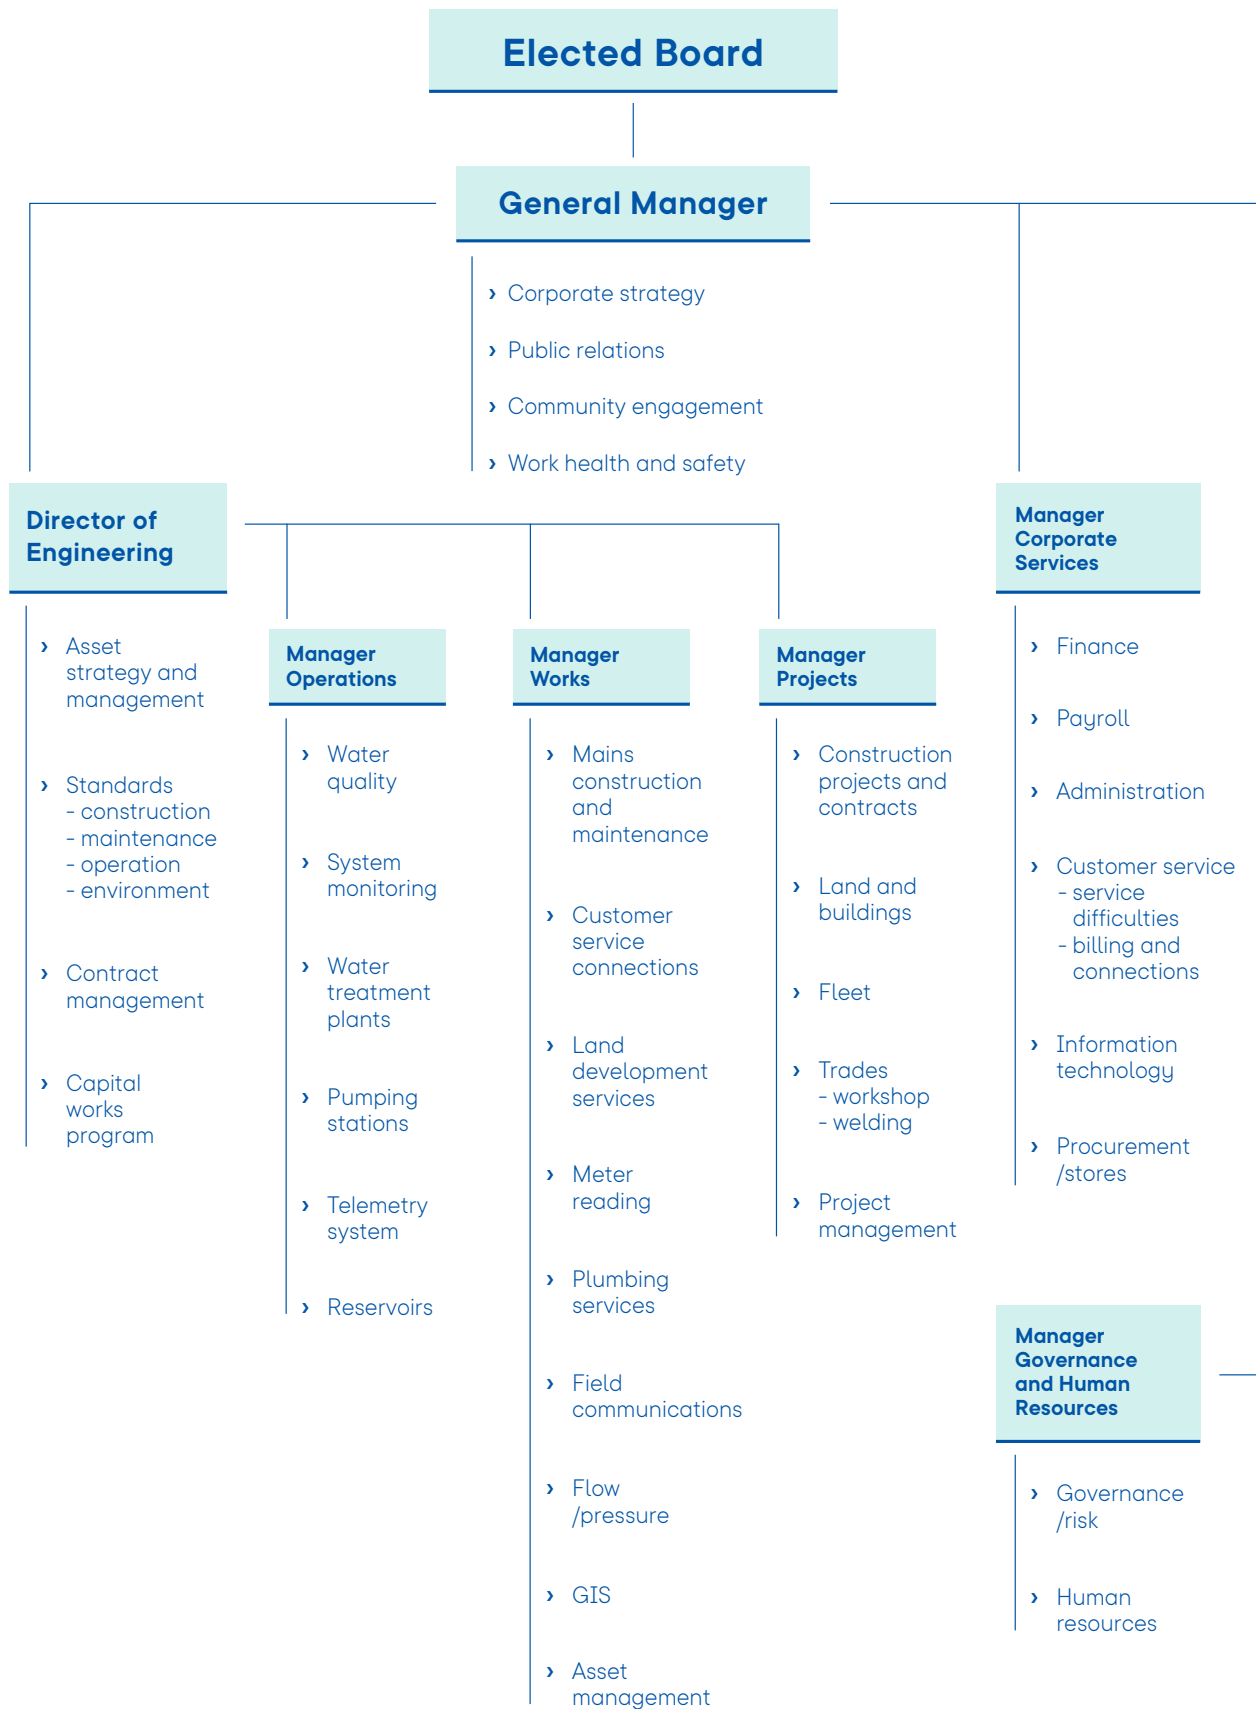 Elected Board
General Manager
› Corporate strategy
› Public relations
› Community engagement
› Work health and safety
Director of
Engineering
› Asset
strategy and
management
› Standards
- construction
- maintenance
- operation
- environment
› Contract
management
› Capital
works
program
Manager
Operations
› Water
quality
› System
monitoring
› Water
treatment
plants
› Pumping
stations
› Telemetry
system
› Reservoirs
Manager
Works
› Mains
construction
and
maintenance
› Customer
service
connections
› Land
development
services
› Meter
reading
› Plumbing
services
› Field
communications
› Flow
/pressure
› GIS
› Asset
management
Manager
Projects
› Construction
projects and
contracts
› Land and
buildings
› Fleet
› Trades
- workshop
- welding
› Project
management
Manager
Corporate
Services
› Finance
› Payroll
› Administration
› Customer service
- service
difficulties
- billing and
connections
› Information
technology
› Procurement
/stores
Manager
Governance
and Human
Resources
› Governance
/risk
› Human
resources